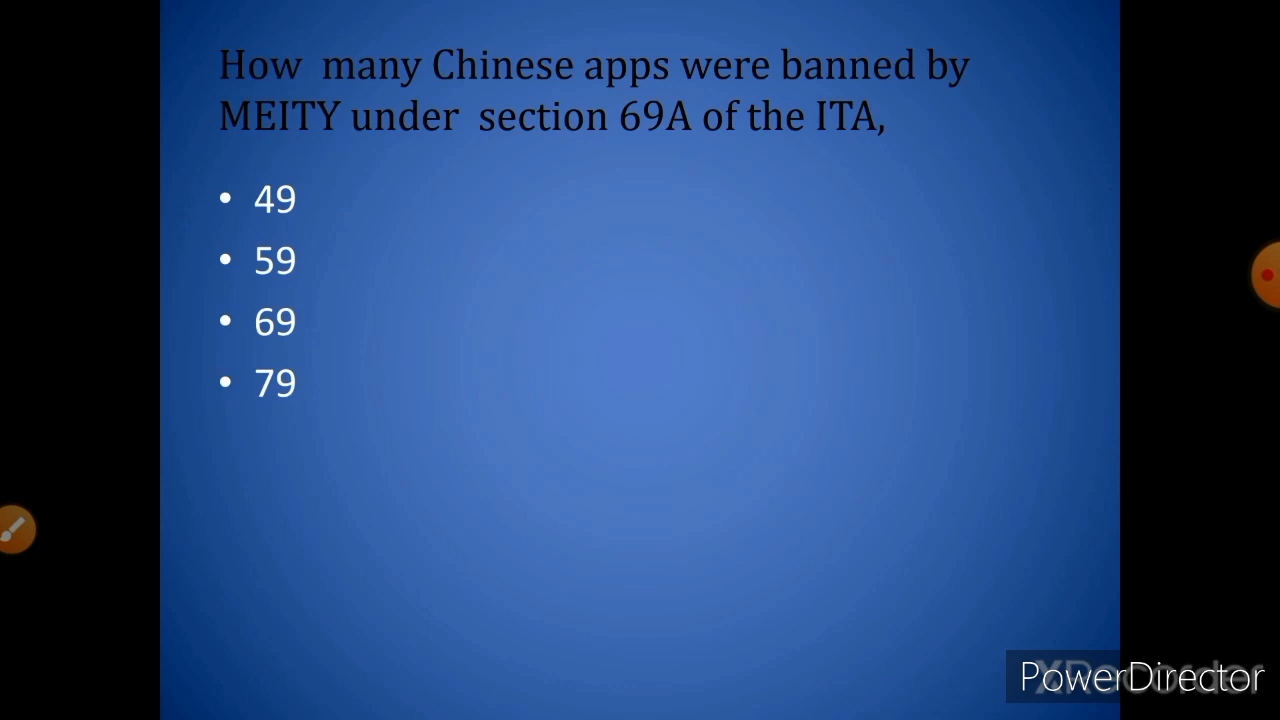 How many Chinese apps were banned by
MEITY under section 69A of the ITA,
• 49
• 59
• 69
• 79
XRecorder
PowerDirector